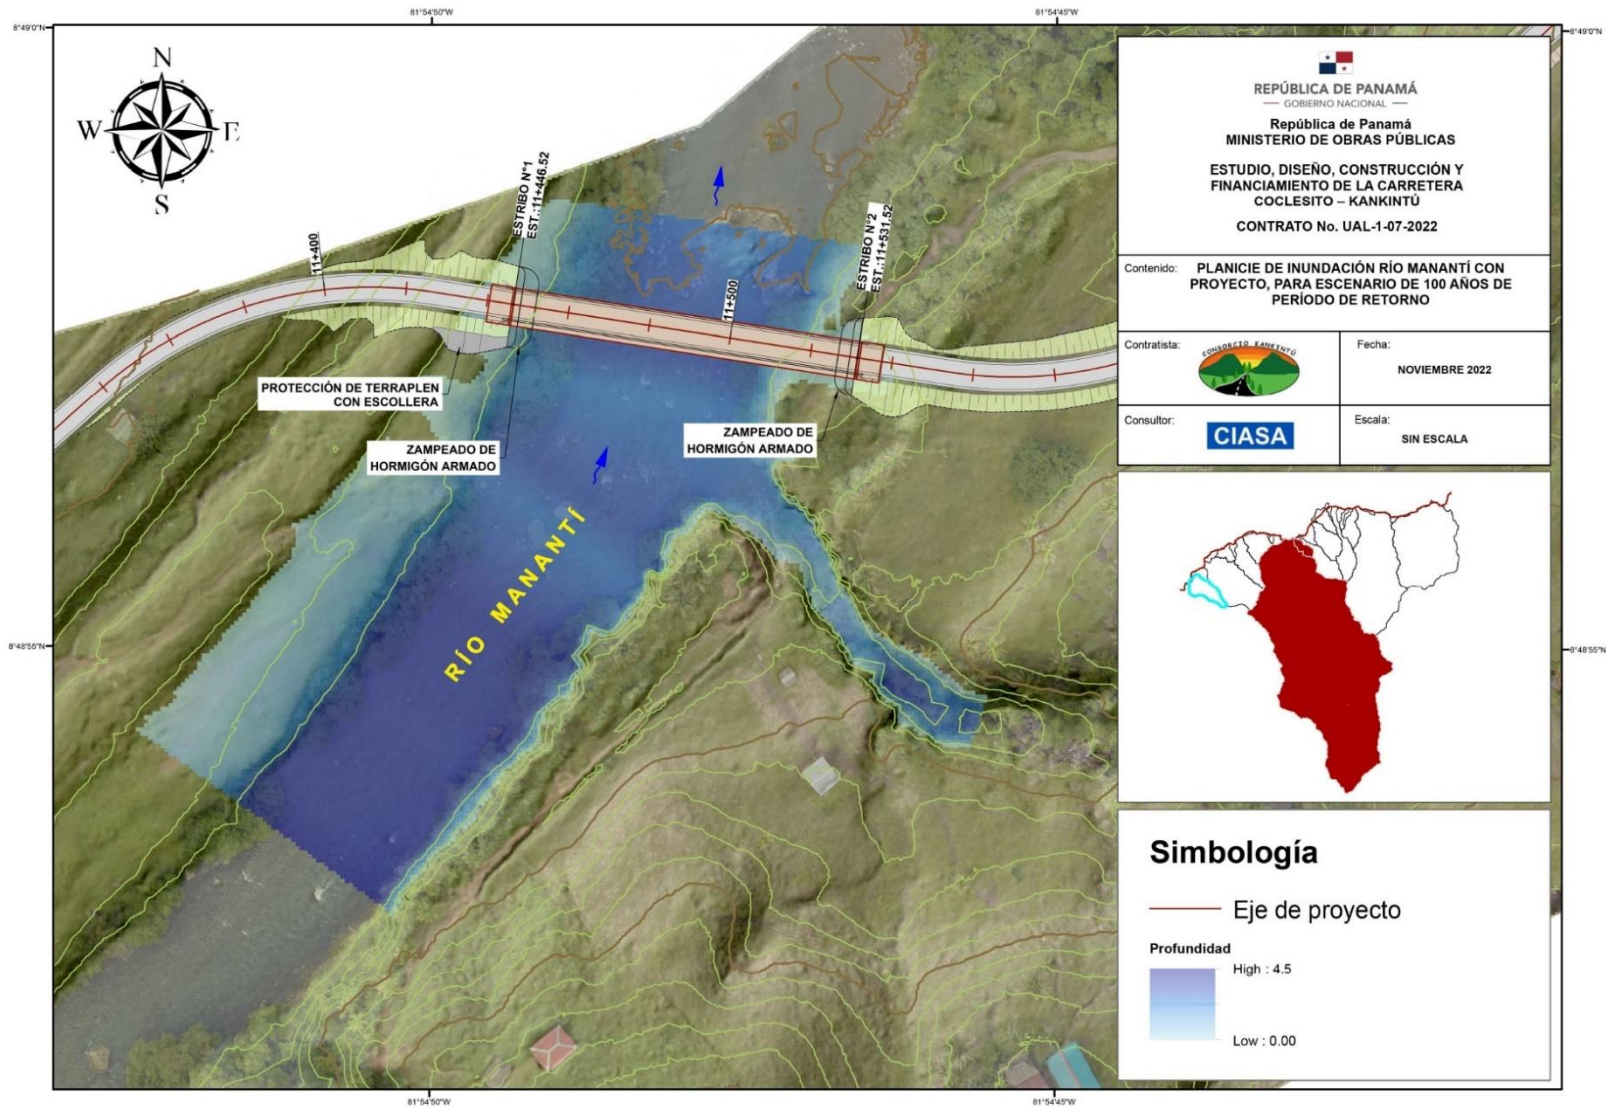 81°54'50"W
81°54'45"W
8°49'0"N
8°49'0"N
N
W
E
S
ESTRIBO Nº1
EST.:11+446.52
ESTRIBO Nº2
EST.:11+531.52
11+400
11+500
PROTECCIÓN DE TERRAPLEN
CON ESCOLLERA
ZAMPEADO DE
HORMIGÓN ARMADO
ZAMPEADO DE
HORMIGÓN ARMADO
RÍO MANANTÍ
8°48'55"N
8°48'55"N
81°54'50"W
81°54'45"W
REPÚBLICA DE PANAMÁ
GOBIERNO NACIONAL
República de Panamá
MINISTERIO DE OBRAS PÚBLICAS
ESTUDIO, DISEÑO, CONSTRUCCIÓN Y
FINANCIAMIENTO DE LA CARRETERA
COCLESITO – KANKINTÚ
CONTRATO No. UAL-1-07-2022
Contenido: PLANICIE DE INUNDACIÓN RÍO MANANTÍ CON
PROYECTO, PARA ESCENARIO DE 100 AÑOS DE
PERÍODO DE RETORNO
Contratista:
CONSORCIO KANKINTÚ
Fecha:
NOVIEMBRE 2022
Consultor:
CIASA
Escala:
SIN ESCALA
Simbología
Eje de proyecto
Profundidad
High : 4.5
Low : 0.00